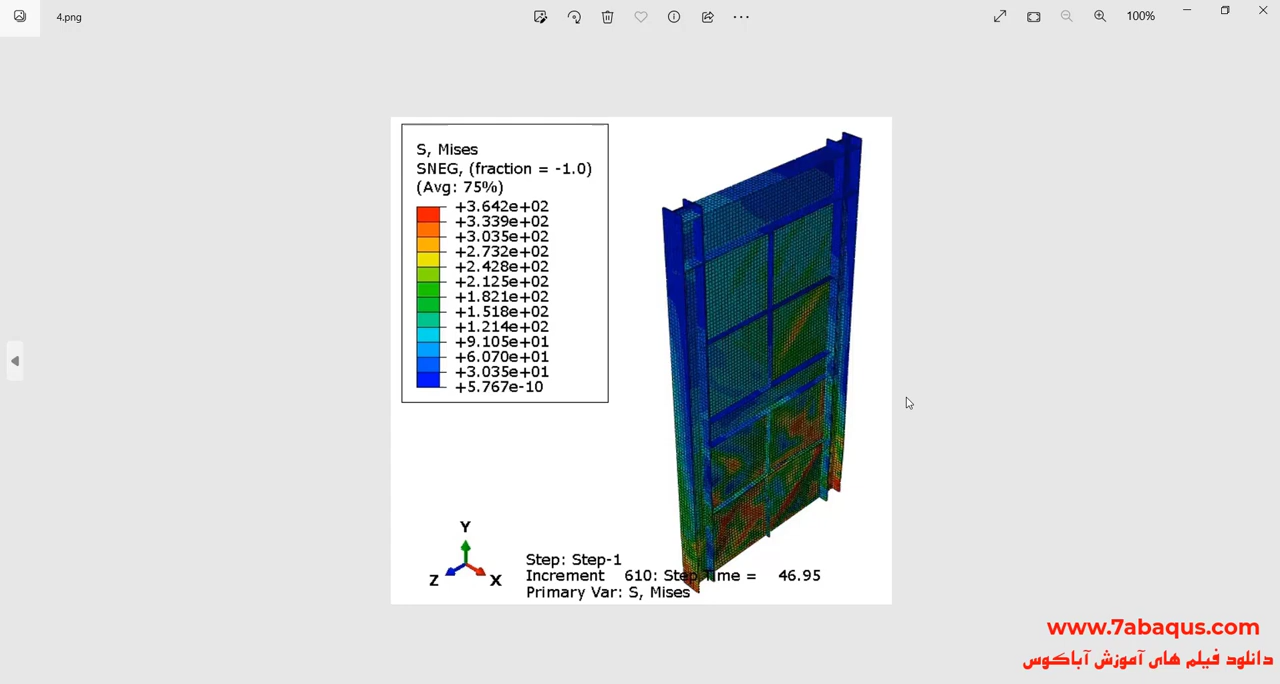 4.png
100%
S, Mises
SNEG, (fraction = -1.0)
(Avg: 75%)
+3.642e+02
+3.339e+02
+3.035e+02
+2.732e+02
+2.428e+02
+2.125e+02
+1.821e+02
+1.518e+02
+1.214e+02
+9.105e+01
+6.070e+01
+3.035e+01
+5.767e-10
Y
Z X
Step: Step-1
Increment 610: Step Time = 46.95
Primary Var: S, Mises
www.7abaqus.com
دانلود فیلم های آموزش آباکوس